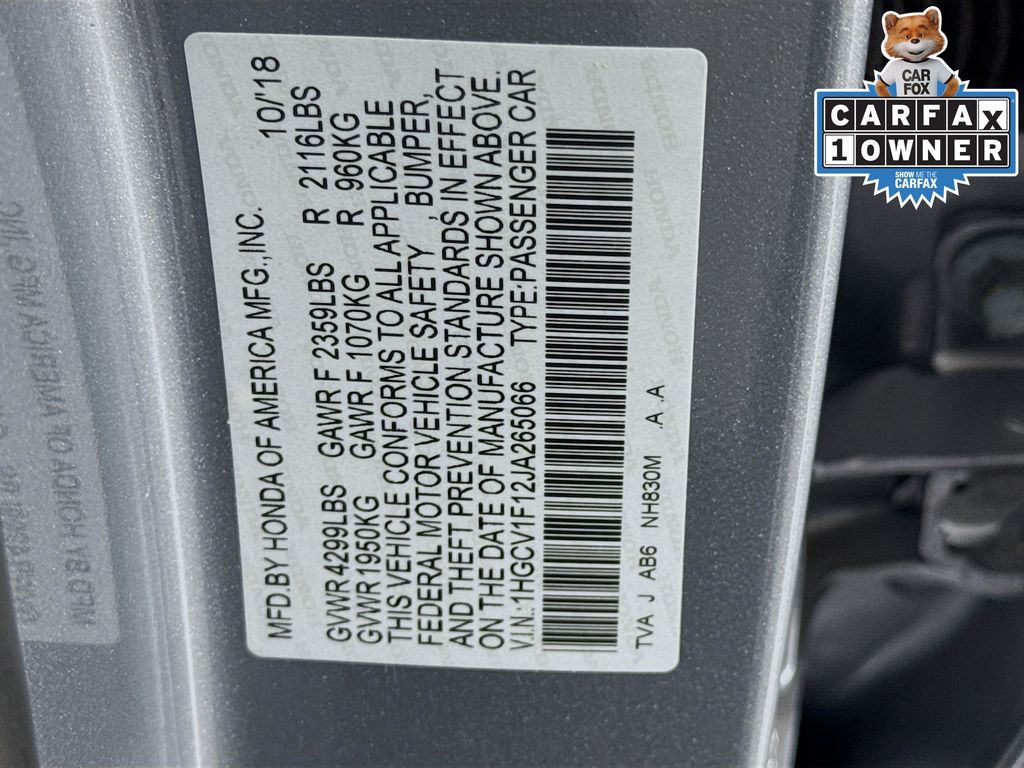 MFD.BY HONDA OF AMERICA MFG.,INC. 10/18
GVWR 4299LBS GAWR F 2359LBS R 2116LBS
GVWR 1950KG GAWR F 1070KG R 960KG
THIS VEHICLE CONFORMS TO ALL APPLICABLE
FEDERAL MOTOR VEHICLE SAFETY , BUMPER,
AND THEFT PREVENTION STANDARDS IN EFFECT
ON THE DATE OF MANUFACTURE SHOWN ABOVE.
V.I.N.:1HGCV1F12JA265066 TYPE:PASSENGER CAR
TVA J AB6 NH830M .A .A
CAR
FOX
CARFAX
1 OWNER
SHOW ME THE
CARFAX